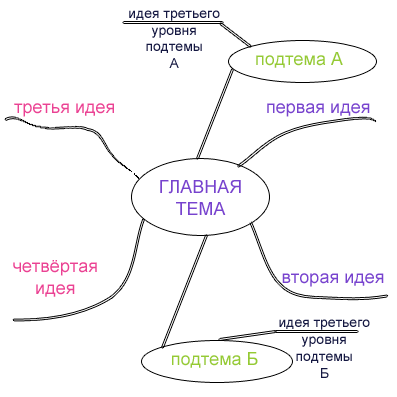 идея третьего
уровня
подтемы
А
подтема А
третья идея
первая идея
ГЛАВНАЯ
ТЕМА
четвёртая
идея
вторая идея
идея третьего
уровня
подтемы
Б
подтема Б